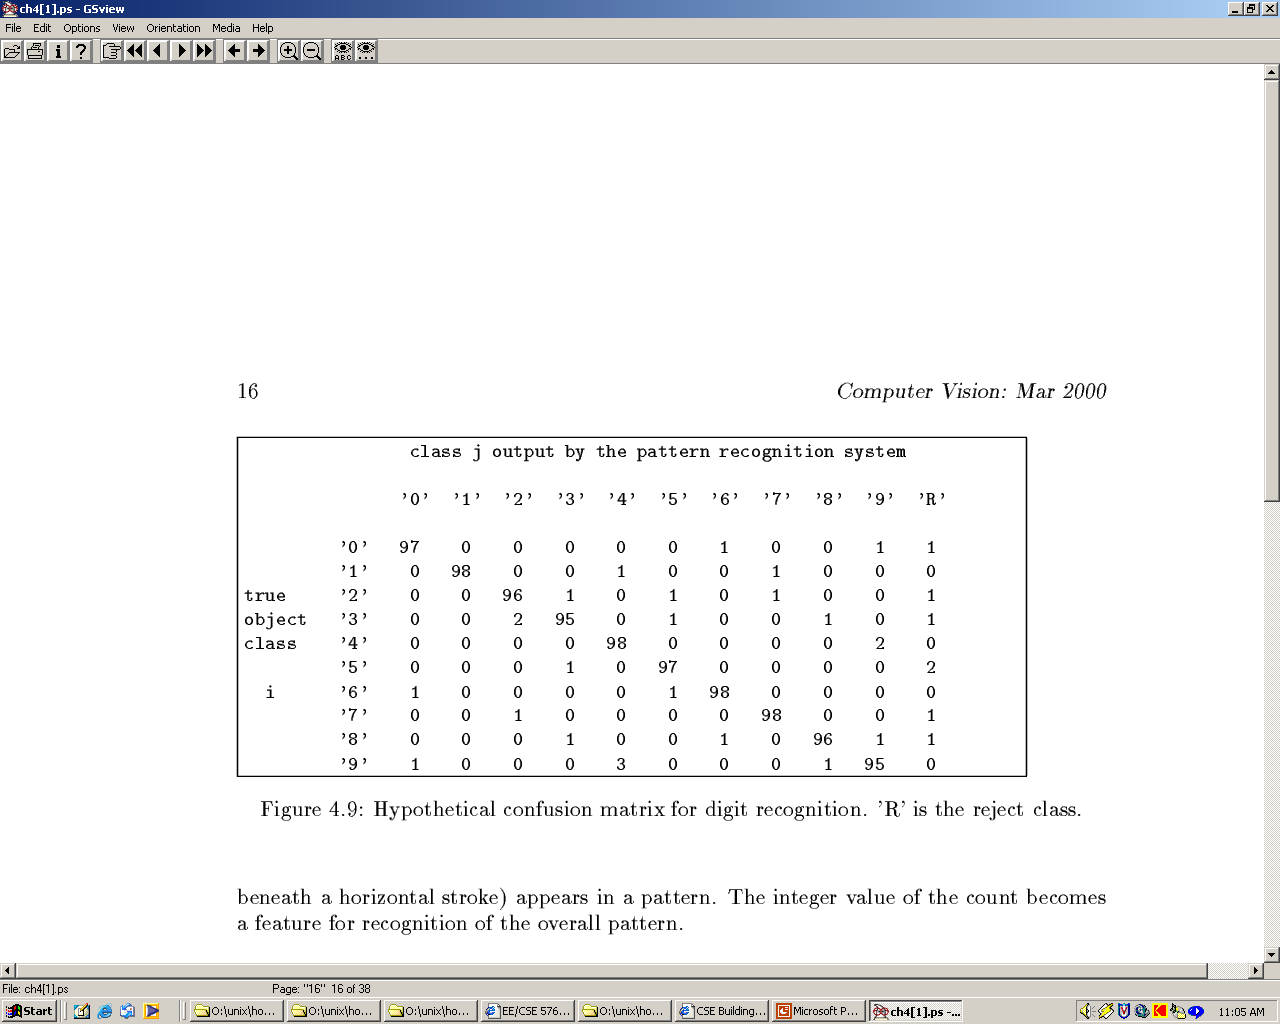 ch4[1].ps - GSview
File Edit Options View Orientation Media Help
16 Computer Vision: Mar 2000
class j output by the pattern recognition system
'0' '1' '2' '3' '4' '5' '6' '7' '8' '9' 'R'
'0' 97 0 0 0 0 0 1 0 0 1 1
'1' 0 98 0 0 1 0 0 1 0 0 0
true '2' 0 0 96 1 0 1 0 1 0 0 1
object '3' 0 0 2 95 0 1 0 0 1 0 1
class '4' 0 0 0 0 98 0 0 0 0 2 0
'5' 0 0 0 1 0 97 0 0 0 0 2
i '6' 1 0 0 0 0 1 98 0 0 0 0
'7' 0 0 1 0 0 0 0 98 0 0 1
'8' 0 0 0 1 0 0 1 0 96 1 1
'9' 1 0 0 0 3 0 0 0 1 95 0
Figure 4.9: Hypothetical confusion matrix for digit recognition. 'R' is the reject class.
beneath a horizontal stroke) appears in a pattern. The integer value of the count becomes
a feature for recognition of the overall pattern.
File: ch4[1].ps Page: "16" 16 of 38
Start O:\unix\ho... O:\unix\ho... O:\unix\ho... EE/CSE 576... O:\unix\ho... CSE Building... Microsoft P... ch4[1].ps -... 11:05 AM